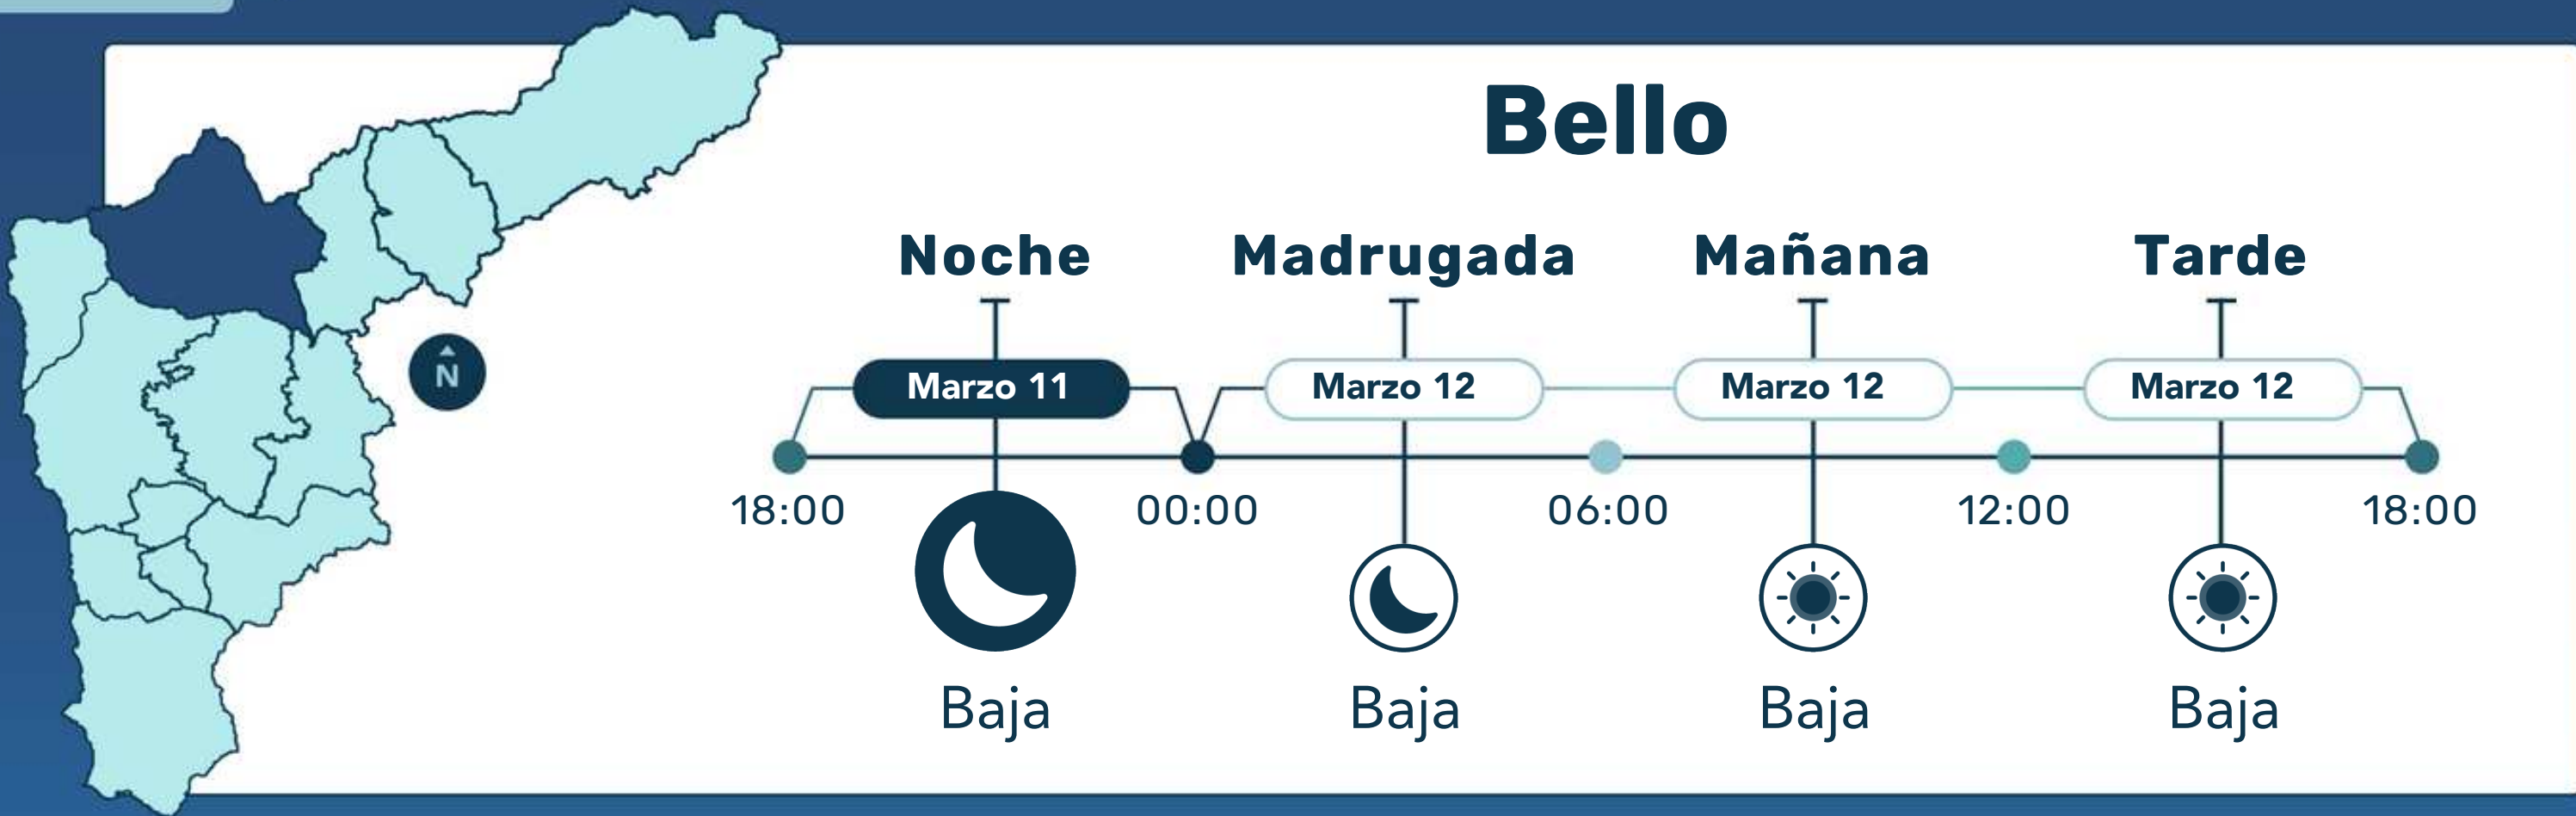 Bello
Noche Madrugada Mañana Tarde
Marzo 11 Marzo 12 Marzo 12 Marzo 12
N
18:00 00:00 06:00 12:00 18:00
Baja Baja Baja Baja